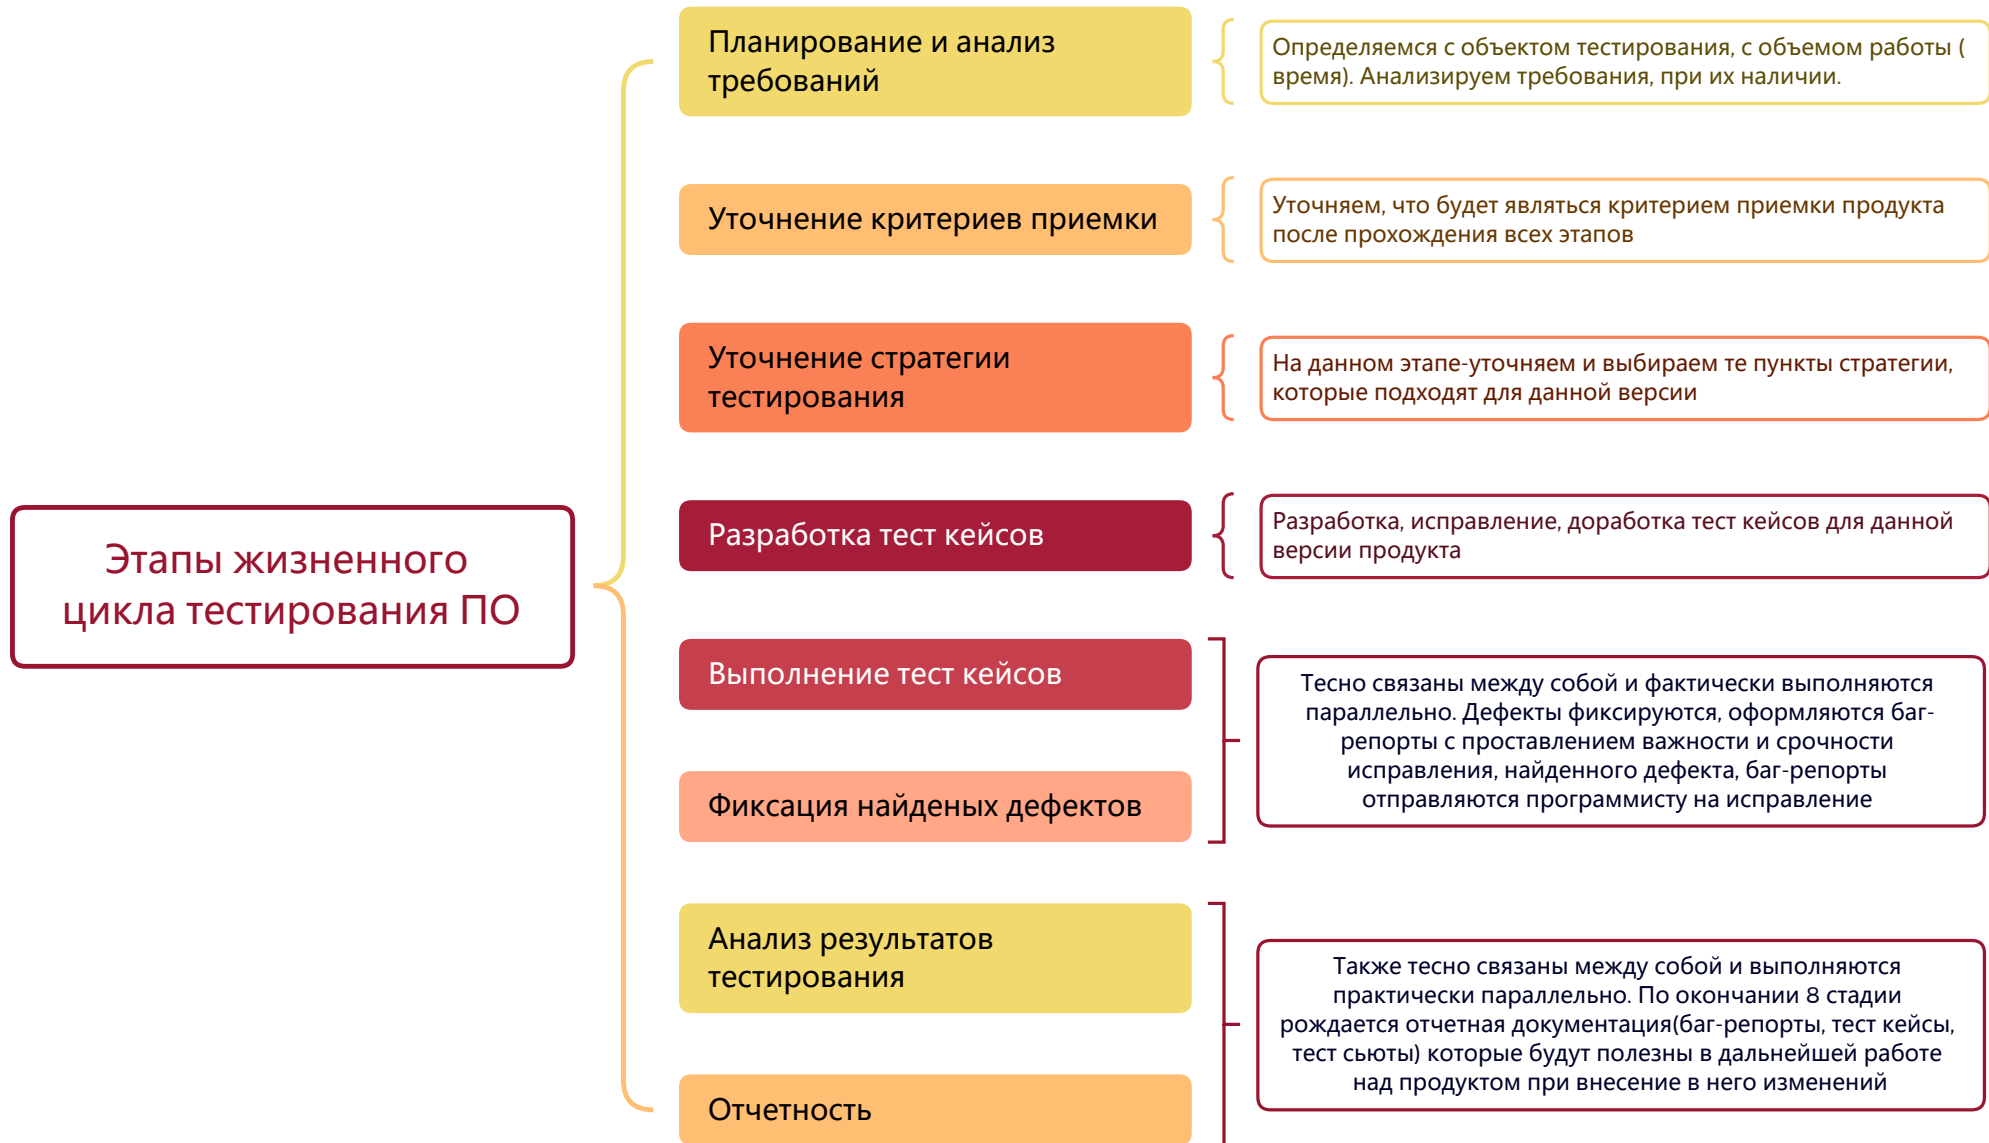 Этапы жизненного
цикла тестирования ПО
Планирование и анализ
требований
Определяемся с объектом тестирования, с объемом работы (
время). Анализируем требования, при их наличии.
Уточнение критериев приемки
Уточняем, что будет являться критерием приемки продукта
после прохождения всех этапов
Уточнение стратегии
тестирования
На данном этапе-уточняем и выбираем те пункты стратегии,
которые подходят для данной версии
Разработка тест кейсов
Разработка, исправление, доработка тест кейсов для данной
версии продукта
Выполнение тест кейсов
Фиксация найденых дефектов
Тесно связаны между собой и фактически выполняются
параллельно. Дефекты фиксируются, оформляются баг-
репорты с проставлением важности и срочности
исправления, найденного дефекта, баг-репорты
отправляются программисту на исправление
Анализ результатов
тестирования
Отчетность
Также тесно связаны между собой и выполняются
практически параллельно. По окончании 8 стадии
рождается отчетная документация(баг-репорты, тест кейсы,
тест сьюты) которые будут полезны в дальнейшей работе
над продуктом при внесение в него изменений